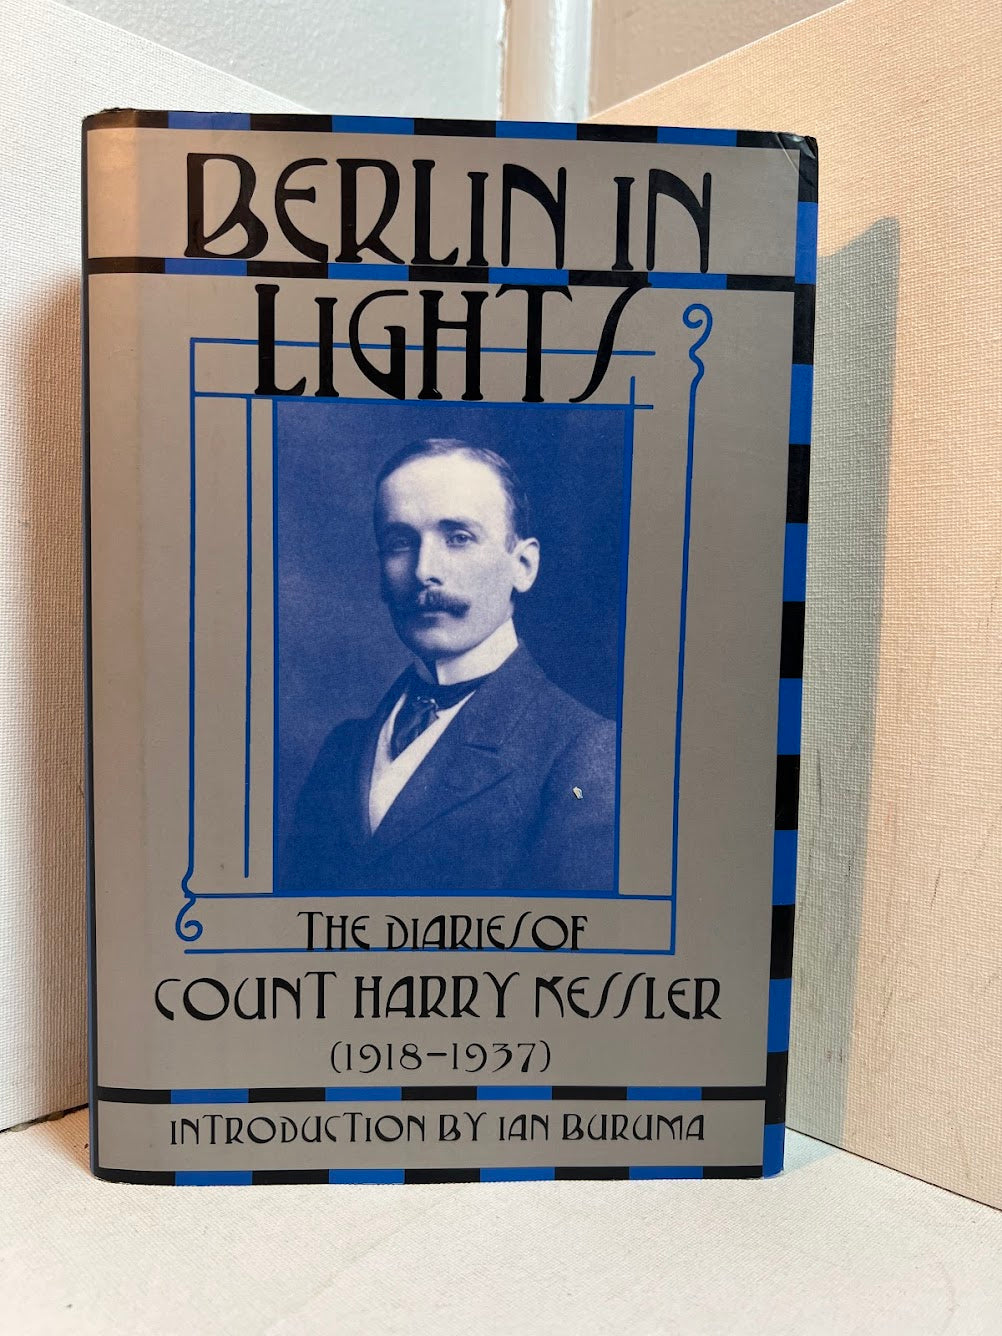 BERLIN IN
LIGHTS
THE DIARIES OF
COUNT HARRY KESSLER
(1918–1937)
INTRODUCTION BY IAN BURUMA